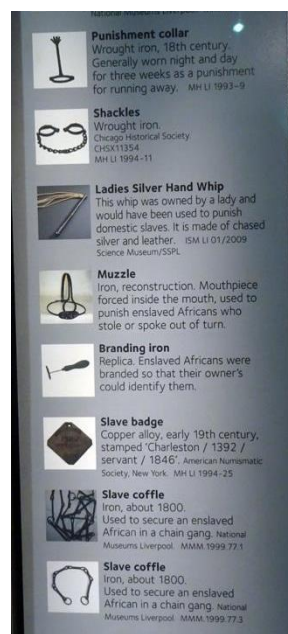 National Museums Liverpool
Punishment collar
Wrought iron, 18th century.
Generally worn night and day
for three weeks as a punishment
for running away. MH LI 1993-9
Shackles
Wrought iron.
Chicago Historical Society
CHSX11354
MH LI 1994-11
Ladies Silver Hand Whip
This whip was owned by a lady and
would have been used to punish
domestic slaves. It is made of chased
silver and leather. ISM LI 01/2009
Science Museum/SSPL
Muzzle
Iron, reconstruction. Mouthpiece
forced inside the mouth, used to
punish enslaved Africans who
stole or spoke out of turn.
Branding iron
Replica. Enslaved Africans were
branded so that their owner's
could identify them.
Slave badge
Copper alloy, early 19th century,
stamped 'Charleston / 1392 /
servant / 1846'. American Numismatic
Society, New York. MH LI 1994-25
Slave coffle
Iron, about 1800.
Used to secure an enslaved
African in a chain gang. National
Museums Liverpool MMM.1999.77.1
Slave coffle
Iron, about 1800.
Used to secure an enslaved
African in a chain gang. National
Museums Liverpool MMM.1999.77.3